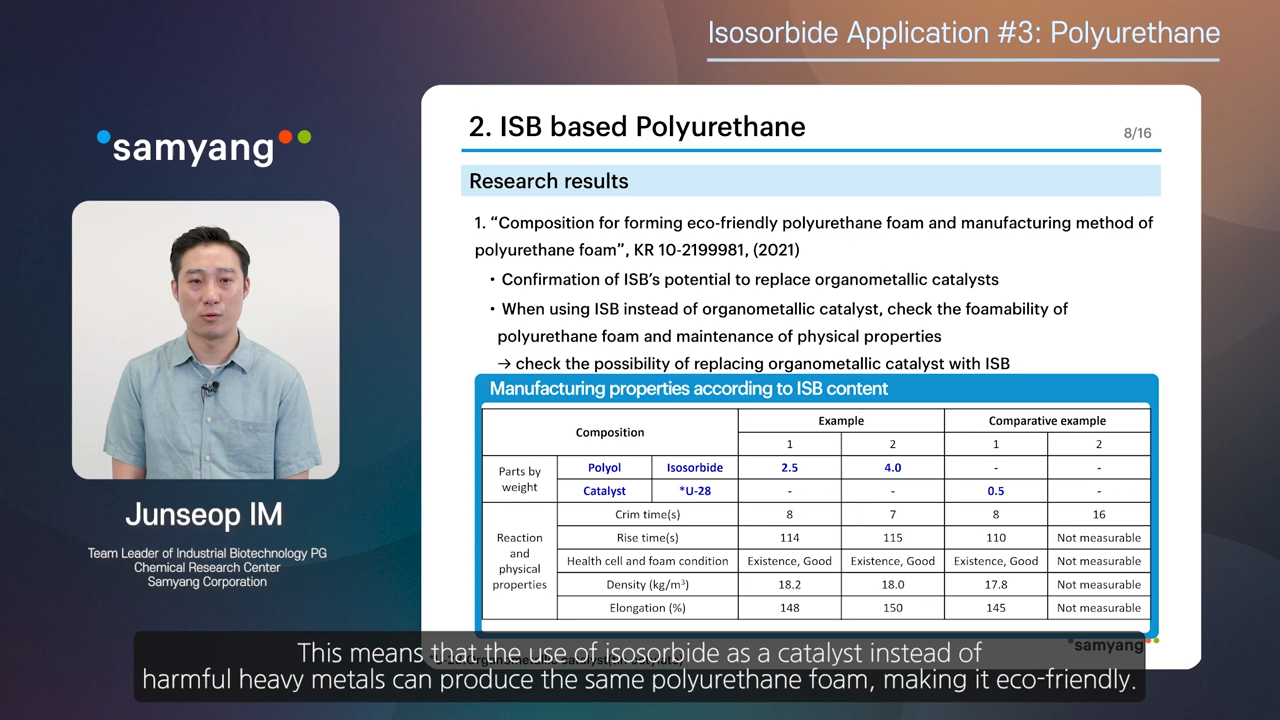 Isosorbide Application #3: Polyurethane
samyang
Junseop IM
Team Leader of Industrial Biotechnology PG
Chemical Research Center
Samyang Corporation
2. ISB based Polyurethane
8/16
Research results
1. “Composition for forming eco-friendly polyurethane foam and manufacturing method of
polyurethane foam”, KR 10-2199981, (2021)
• Confirmation of ISB’s potential to replace organometallic catalysts
• When using ISB instead of organometallic catalyst, check the foamability of
polyurethane foam and maintenance of physical properties
→ check the possibility of replacing organometallic catalyst with ISB
Manufacturing properties according to ISB content
Composition Example Comparative example
1 2 1 2
Parts by weight Polyol Isosorbide 2.5 4.0 - -
Catalyst *U-28 - - 0.5 -
Reaction and physical properties Crim time(s) 8 7 8 16
Rise time(s) 114 115 110 Not measurable
Health cell and foam condition Existence, Good Existence, Good Existence, Good Not measurable
Density (kg/m³) 18.2 18.0 17.8 Not measurable
Elongation (%) 148 150 145 Not measurable
samyang
This means that the use of isosorbide as a catalyst instead of
harmful heavy metals can produce the same polyurethane foam, making it eco-friendly.